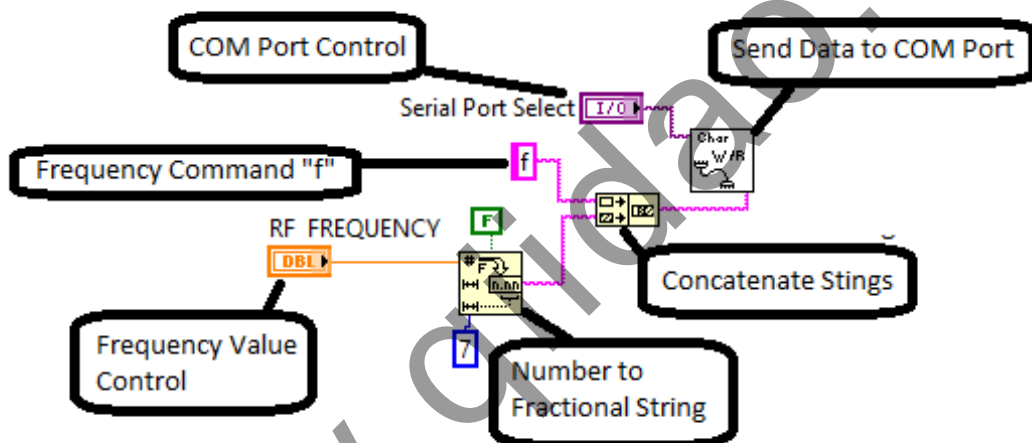 COM Port Control
Send Data to COM Port
Serial Port Select
I/O
Char
W/R
Frequency Command "f"
f
RF FREQUENCY
F
DBL
#
F
n.nn
Concatenate Stings
7
Frequency Value
Control
Number to
Fractional String